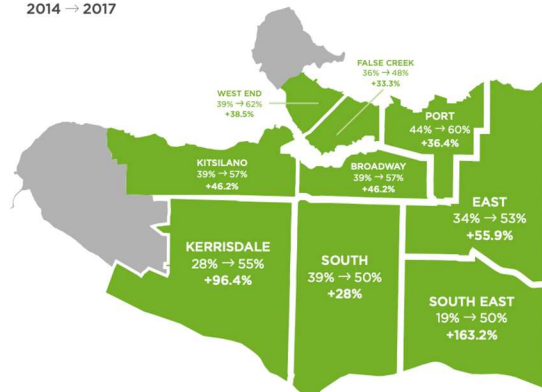 2014 → 2017
FALSE CREEK
36% → 48%
+33.3%
WEST END
39% → 62%
+38.5%
PORT
44% → 60%
+36.4%
KITSILANO
39% → 57%
+46.2%
BROADWAY
39% → 57%
+46.2%
EAST
34% → 53%
+55.9%
KERRISDALE
28% → 55%
+96.4%
SOUTH
39% → 50%
+28%
SOUTH EAST
19% → 50%
+163.2%